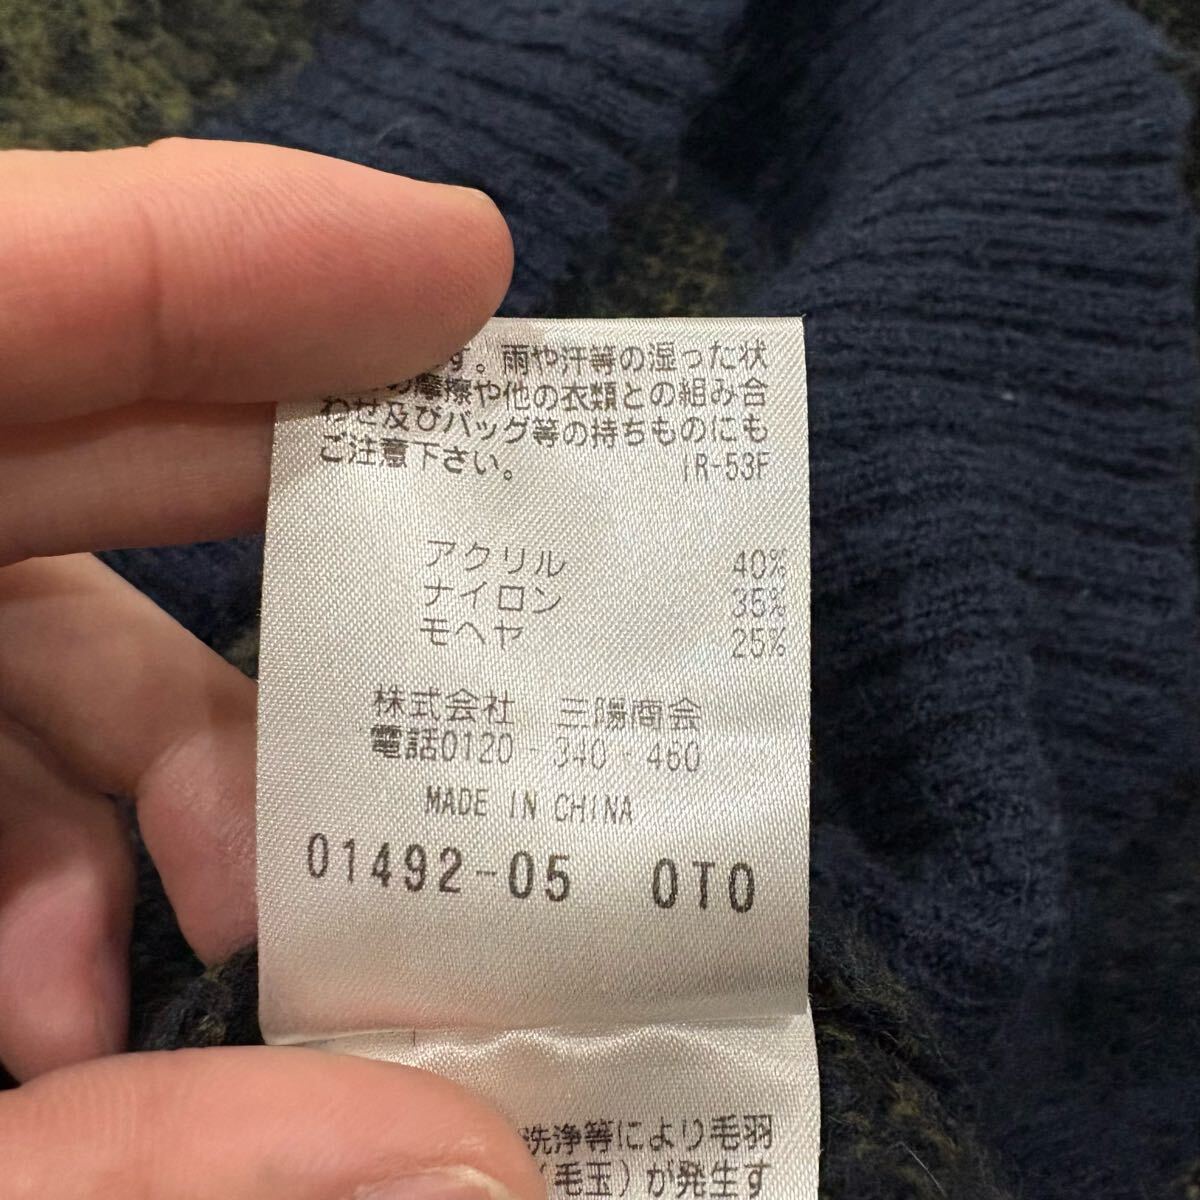 す。雨や汗等の湿った状
の摩擦や他の衣類との組み合
わせ及びバッグ等の持ちものにも
ご注意下さい。 IR-53F
アクリル 40%
ナイロン 35%
モヘヤ 25%
株式会社 三陽商会
電話0120-340-460
MADE IN CHINA
01492-05 0T0
洗浄等により毛羽
(毛玉)が発生す